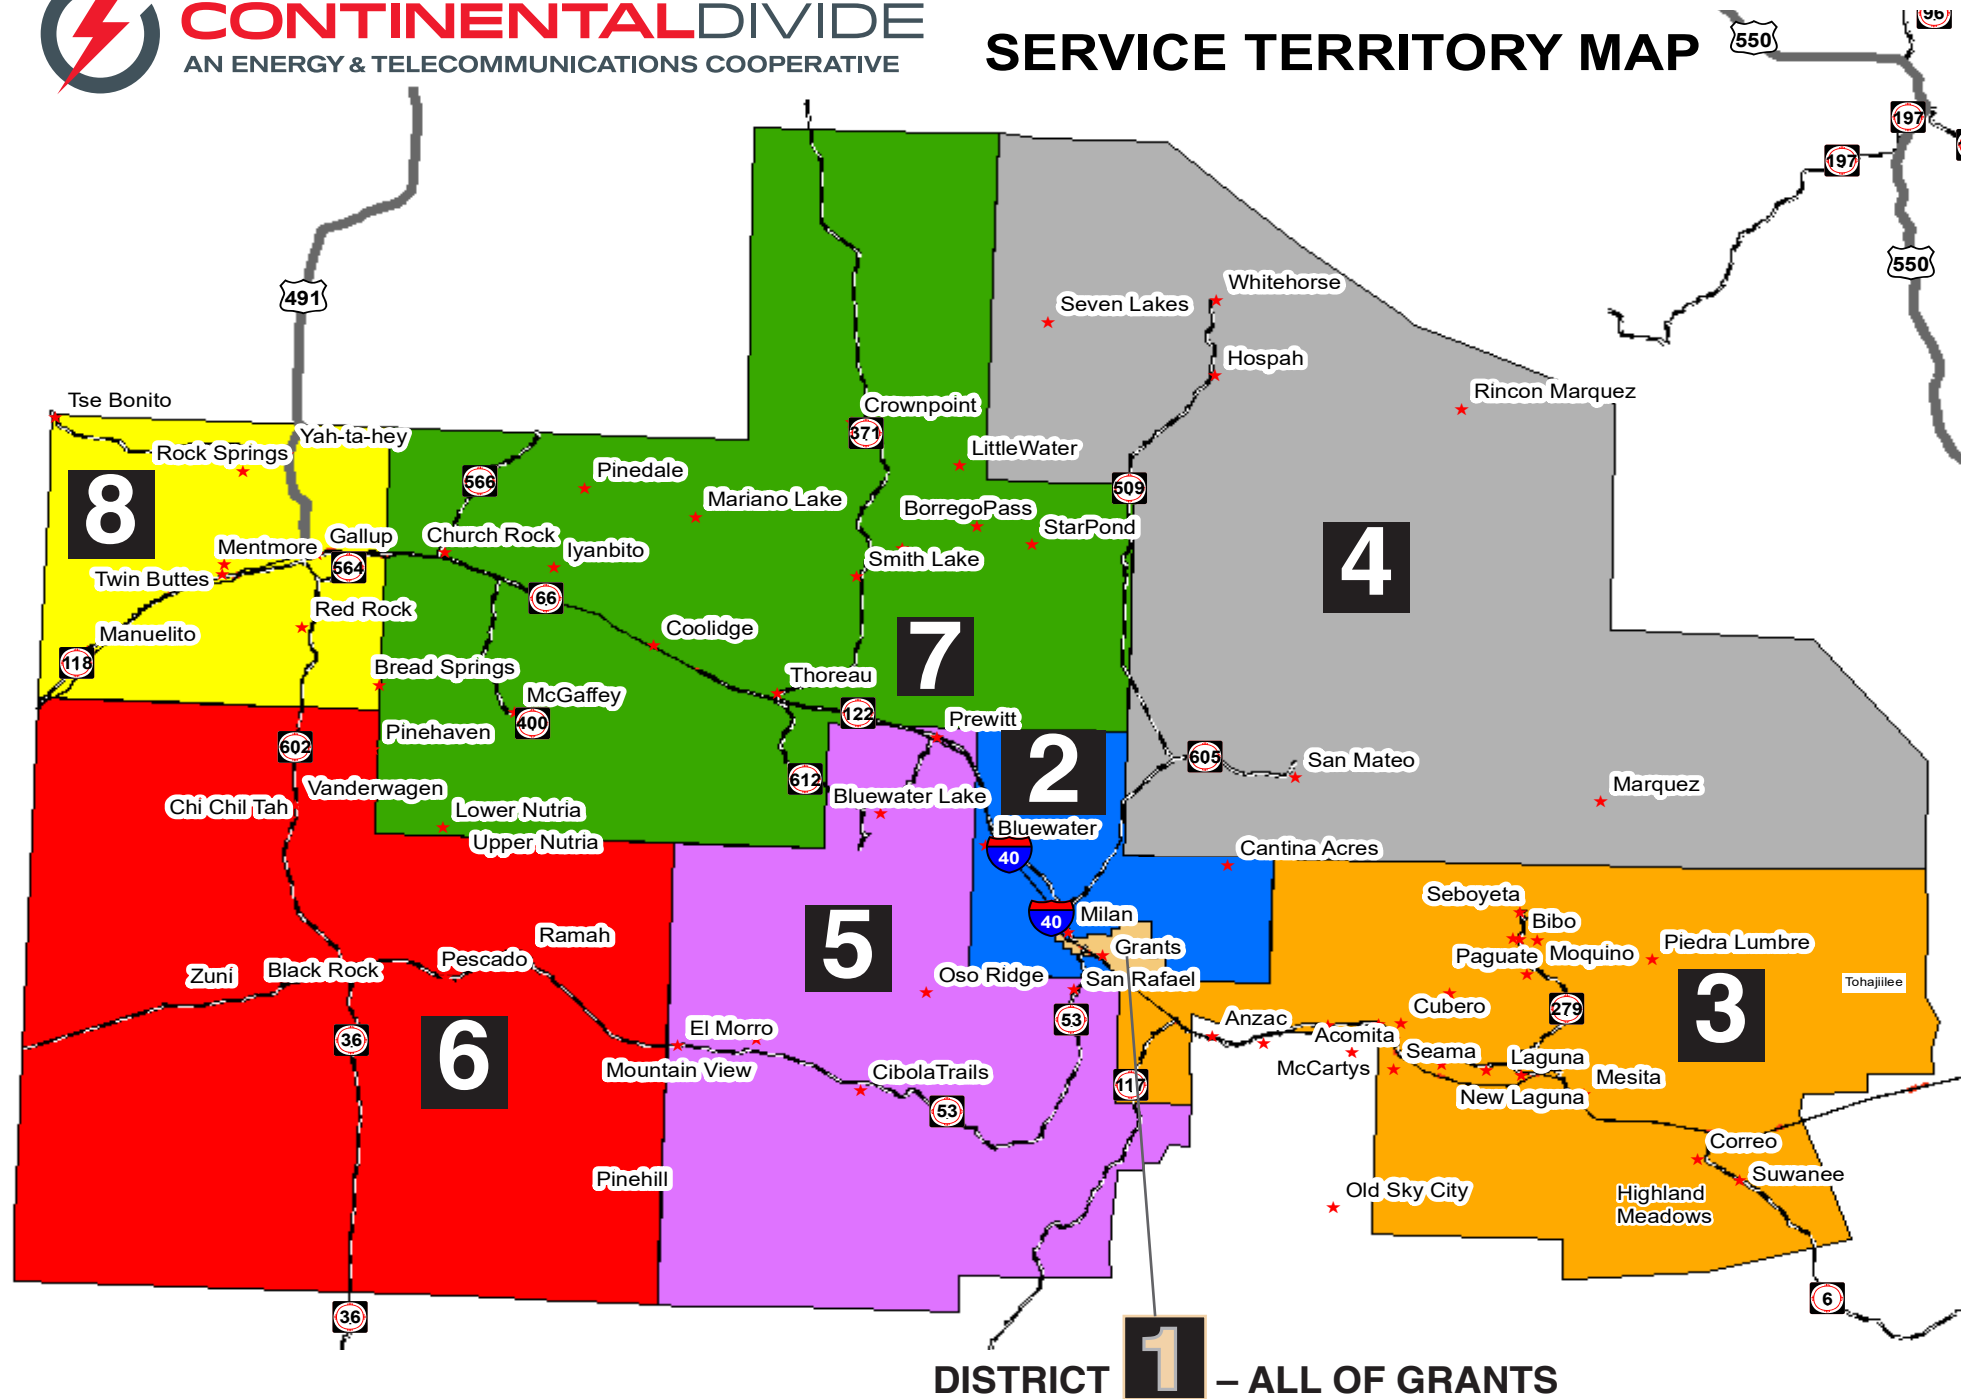 CONTINENTALDIVIDE
AN ENERGY & TELECOMMUNICATIONS COOPERATIVE
SERVICE TERRITORY MAP
550
96
197
197
550
491
Whitehorse
Seven Lakes
Hospah
Rincon Marquez
Tse Bonito
Crownpoint
Yah-ta-hey
371
Rock Springs
LittleWater
Pinedale
566
509
8
Mariano Lake
BorregoPass
StarPond
Gallup
Church Rock
Mentmore
Iyanbito
Smith Lake
564
4
Twin Buttes
66
Red Rock
Coolidge
Manuelito
7
118
Bread Springs
Thoreau
McGaffey
122
400
Prewitt
Pinehaven
602
605
San Mateo
2
612
Vanderwagen
Marquez
Bluewater Lake
Chi Chil Tah
Lower Nutria
Bluewater
Upper Nutria
Cantina Acres
40
Seboyeta
Milan
40
Bibo
Ramah
Piedra Lumbre
Grants
5
Moquino
Pescado
Paguate
Black Rock
Zuni
Oso Ridge
San Rafael
Tohajiilee
Cubero
279
3
Anzac
53
El Morro
Acomita
36
Seama
Laguna
6
Mountain View
McCartys
CibolaTrails
Mesita
117
New Laguna
53
Correo
Suwanee
Pinehill
Old Sky City
Highland
Meadows
6
36
DISTRICT 1 – ALL OF GRANTS